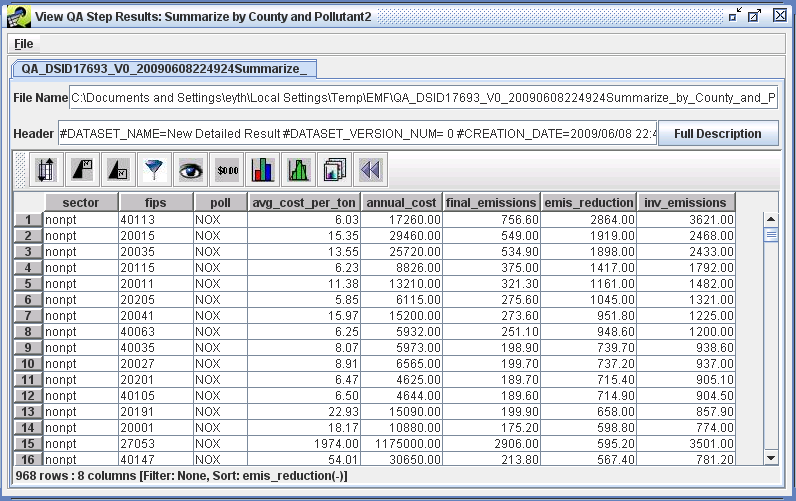 View QA Step Results: Summarize by County and Pollutant2
File
QA_DSID17693_V0_20090608224924Summarize_
File Name C:\Documents and Settings\eyth\Local Settings\Temp\EMF\QA_DSID17693_V0_20090608224924Summarize_by_County_and_P
Header #DATASET_NAME=New Detailed Result #DATASET_VERSION_NUM= 0 #CREATION_DATE=2009/06/08 22:4 Full Description
$0.00
sector fips poll avg_cost_per_ton annual_cost final_emissions emis_reduction inv_emissions
1 nonpt 40113 NOX 6.03 17260.00 756.60 2864.00 3621.00
2 nonpt 20015 NOX 15.35 29460.00 549.00 1919.00 2468.00
3 nonpt 20035 NOX 13.55 25720.00 534.90 1898.00 2433.00
4 nonpt 20115 NOX 6.23 8826.00 375.00 1417.00 1792.00
5 nonpt 20011 NOX 11.38 13210.00 321.30 1161.00 1482.00
6 nonpt 20205 NOX 5.85 6115.00 275.60 1045.00 1321.00
7 nonpt 20041 NOX 15.97 15200.00 273.60 951.80 1225.00
8 nonpt 40063 NOX 6.25 5932.00 251.10 948.60 1200.00
9 nonpt 40035 NOX 8.07 5973.00 198.90 739.70 938.60
10 nonpt 20027 NOX 8.91 6565.00 199.70 737.20 937.00
11 nonpt 20201 NOX 6.47 4625.00 189.70 715.40 905.10
12 nonpt 40105 NOX 6.50 4644.00 189.60 714.90 904.50
13 nonpt 20191 NOX 22.93 15090.00 199.90 658.00 857.90
14 nonpt 20001 NOX 18.17 10880.00 175.20 598.80 774.00
15 nonpt 27053 NOX 1974.00 1175000.00 2906.00 595.20 3501.00
16 nonpt 40147 NOX 54.01 30650.00 213.80 567.40 781.20
968 rows : 8 columns [Filter: None, Sort: emis_reduction(-)]